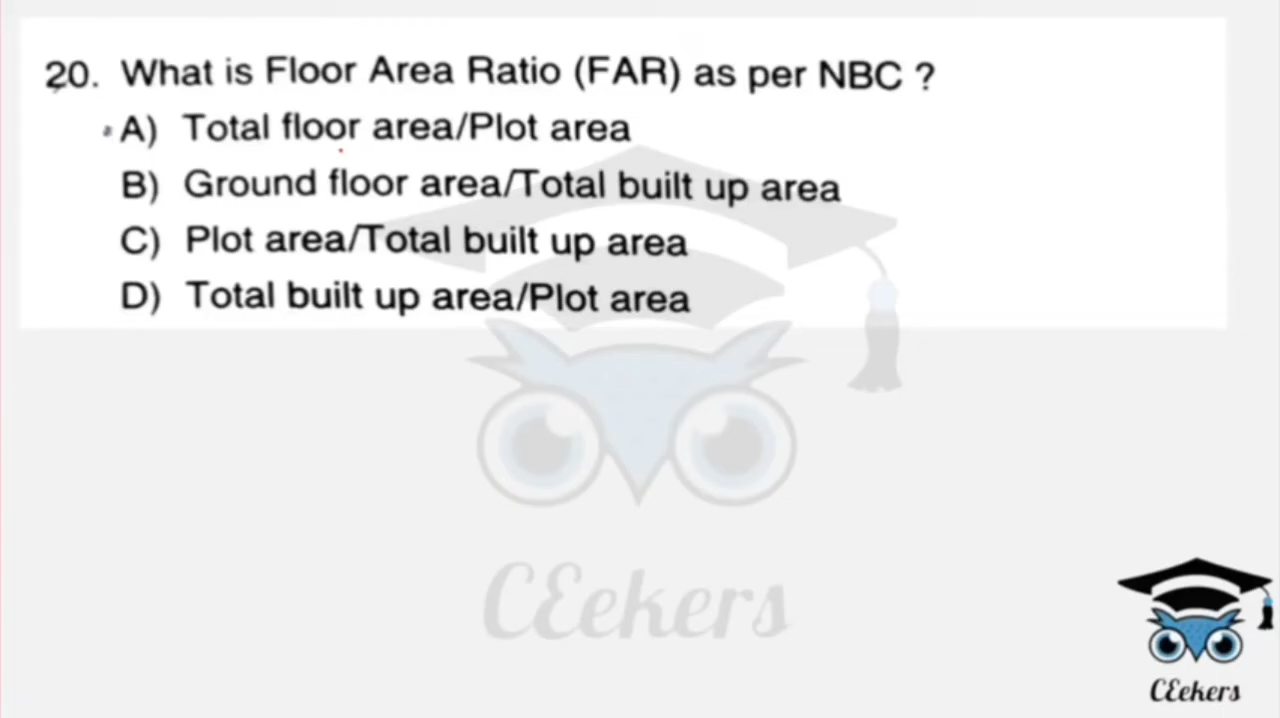 20. What is Floor Area Ratio (FAR) as per NBC ?
A) Total floor area/Plot area
B) Ground floor area/Total built up area
C) Plot area/Total built up area
D) Total built up area/Plot area
CEekers
CEekers